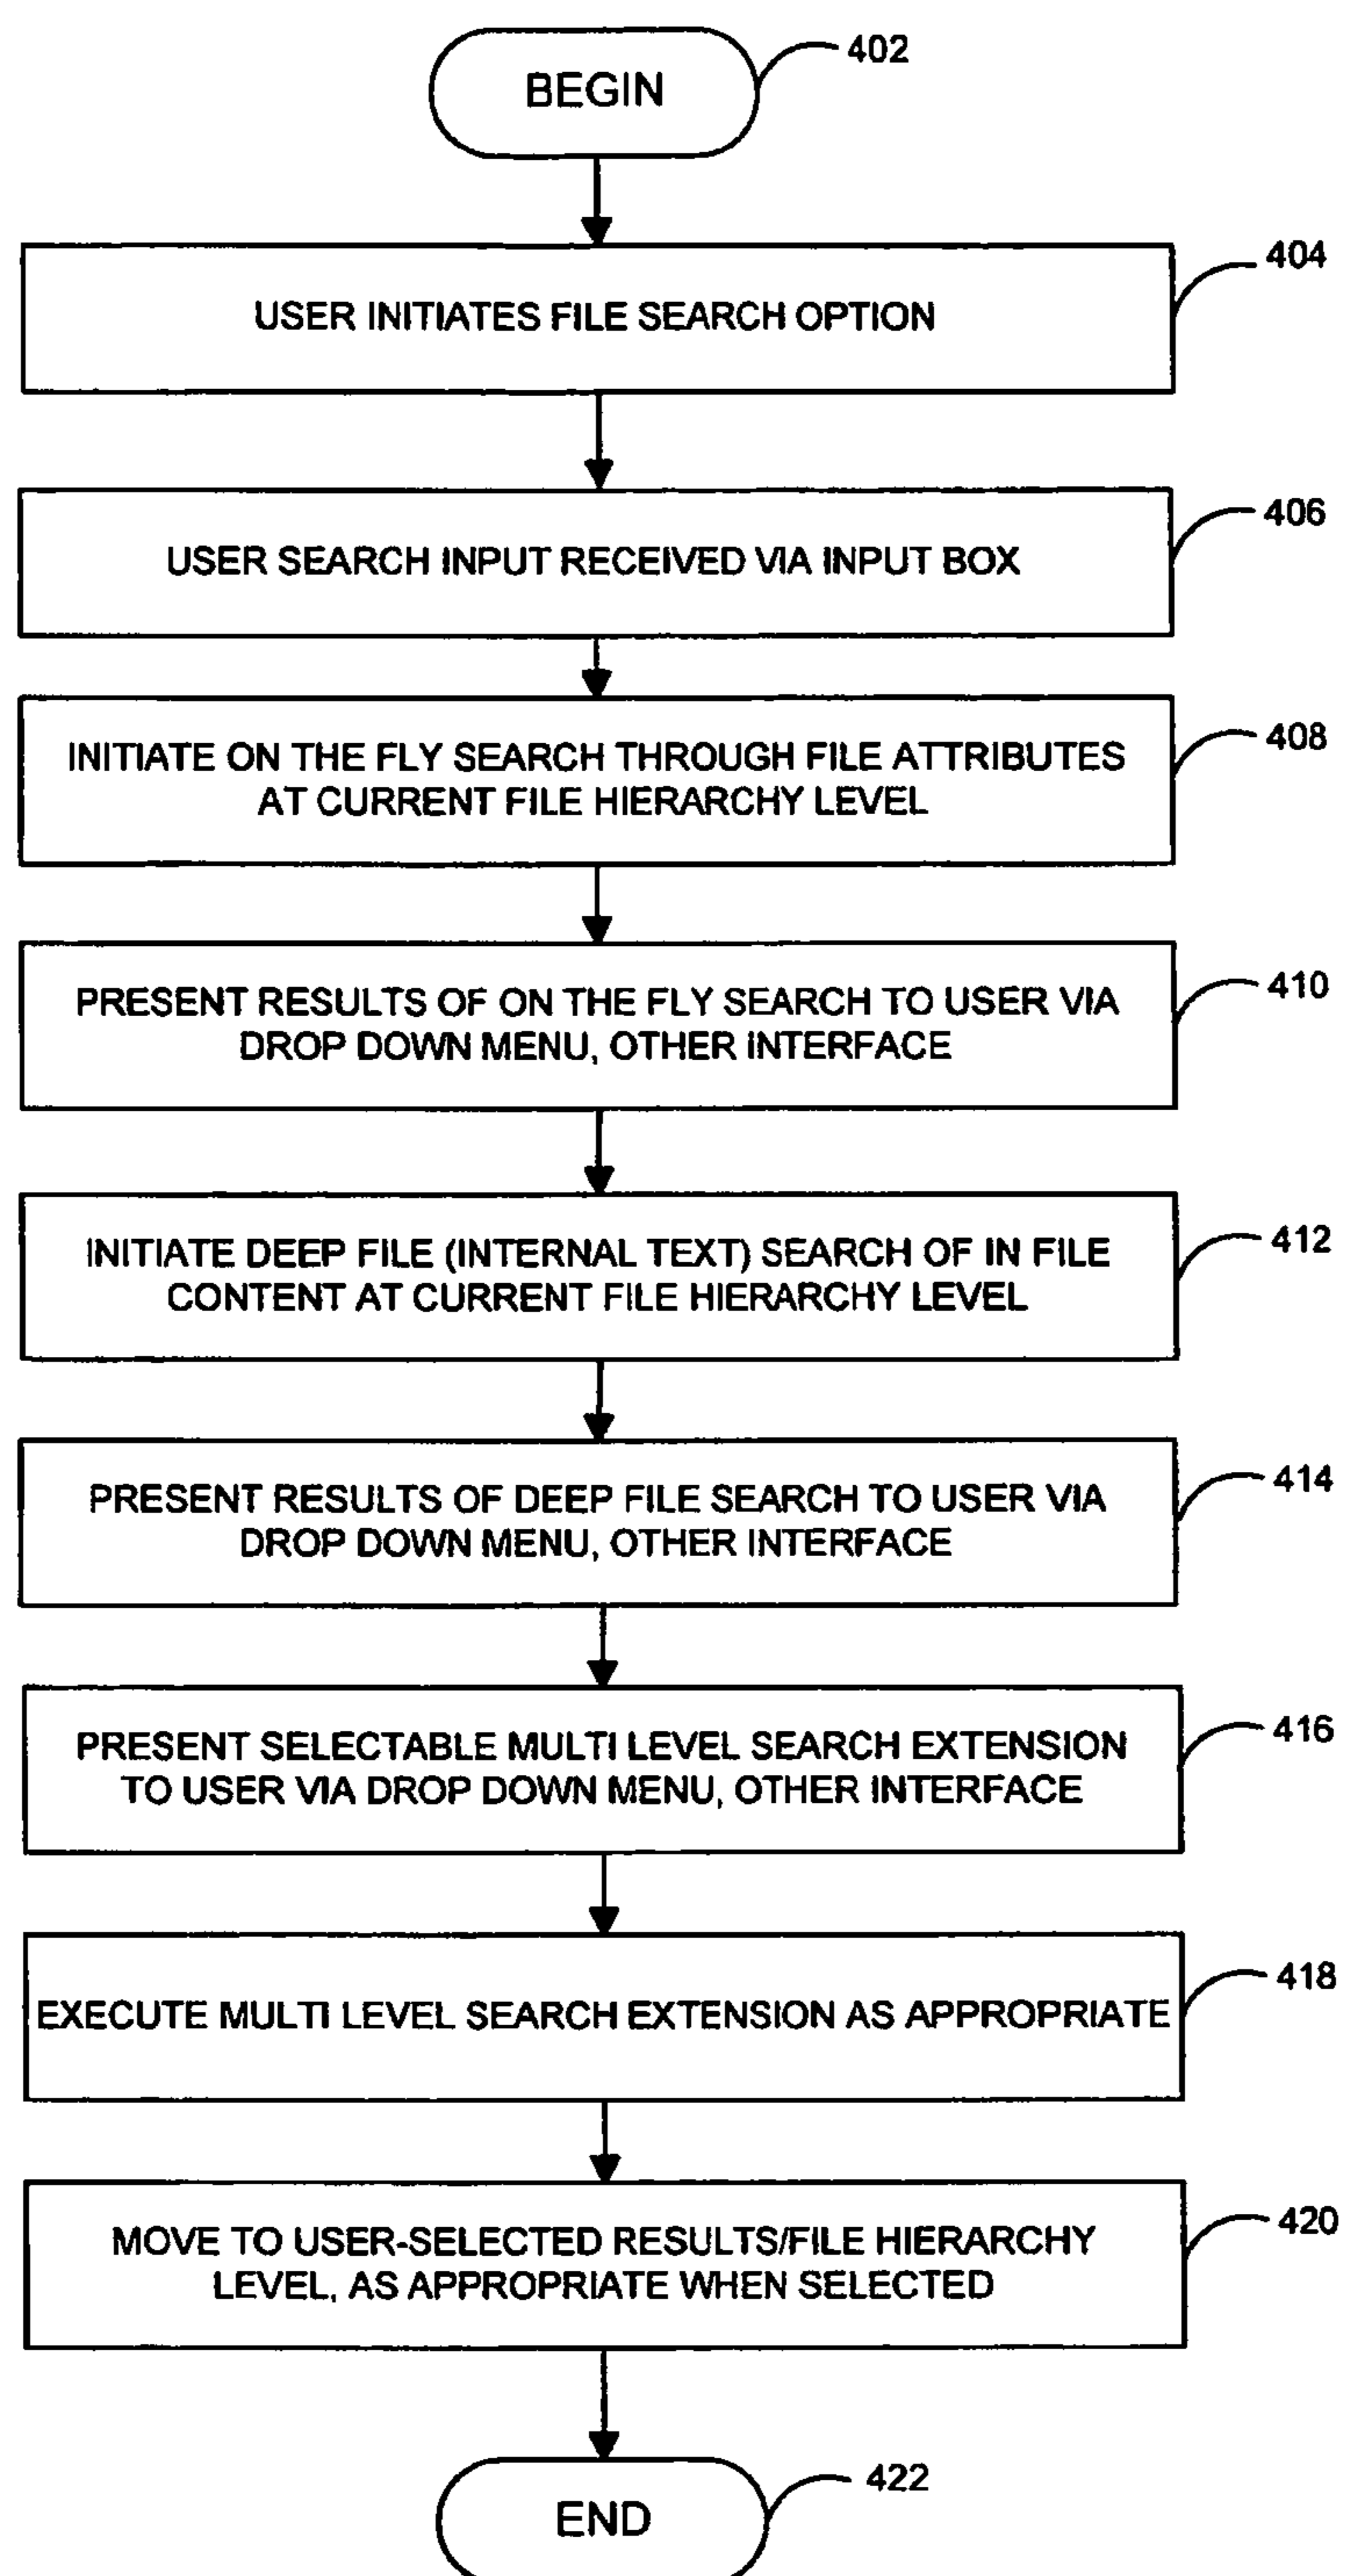 BEGIN
402
USER INITIATES FILE SEARCH OPTION
404
USER SEARCH INPUT RECEIVED VIA INPUT BOX
406
INITIATE ON THE FLY SEARCH THROUGH FILE ATTRIBUTES
AT CURRENT FILE HIERARCHY LEVEL
408
PRESENT RESULTS OF ON THE FLY SEARCH TO USER VIA
DROP DOWN MENU, OTHER INTERFACE
410
INITIATE DEEP FILE (INTERNAL TEXT) SEARCH OF IN FILE
CONTENT AT CURRENT FILE HIERARCHY LEVEL
412
PRESENT RESULTS OF DEEP FILE SEARCH TO USER VIA
DROP DOWN MENU, OTHER INTERFACE
414
PRESENT SELECTABLE MULTI LEVEL SEARCH EXTENSION
TO USER VIA DROP DOWN MENU, OTHER INTERFACE
416
EXECUTE MULTI LEVEL SEARCH EXTENSION AS APPROPRIATE
418
MOVE TO USER-SELECTED RESULTS/FILE HIERARCHY
LEVEL, AS APPROPRIATE WHEN SELECTED
420
END
422